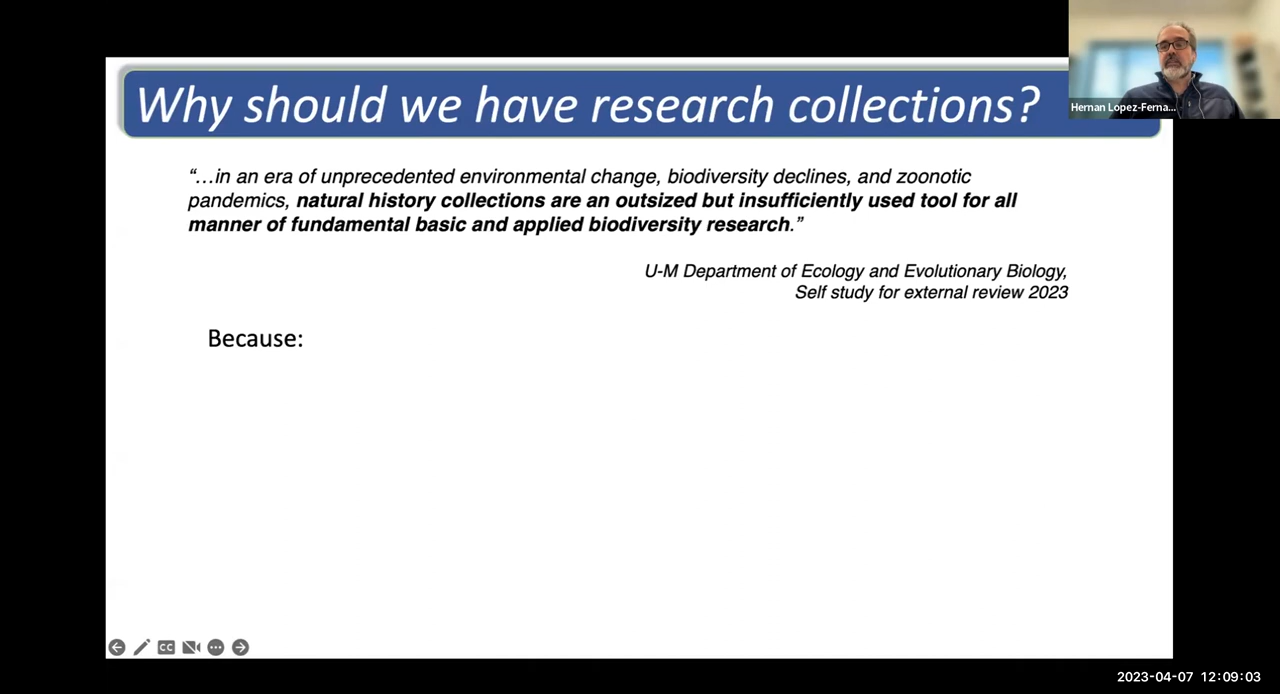 Why should we have research collections?
Hernan Lopez-Ferna...
“...in an era of unprecedented environmental change, biodiversity declines, and zoonotic
pandemics, natural history collections are an outsized but insufficiently used tool for all
manner of fundamental basic and applied biodiversity research.”
U-M Department of Ecology and Evolutionary Biology,
Self study for external review 2023
Because:
CC
2023-04-07 12:09:03